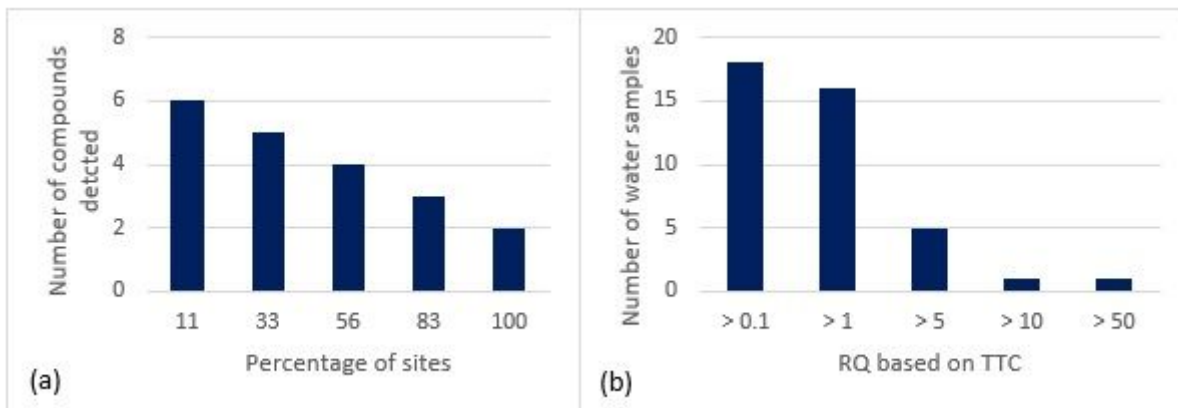 Number of compounds
detcted
8
6
4
2
0
11 33 56 83 100
Percentage of sites
(a)
Number of water samples
20
15
10
5
0
> 0.1 > 1 > 5 > 10 > 50
RQ based on TTC
(b)